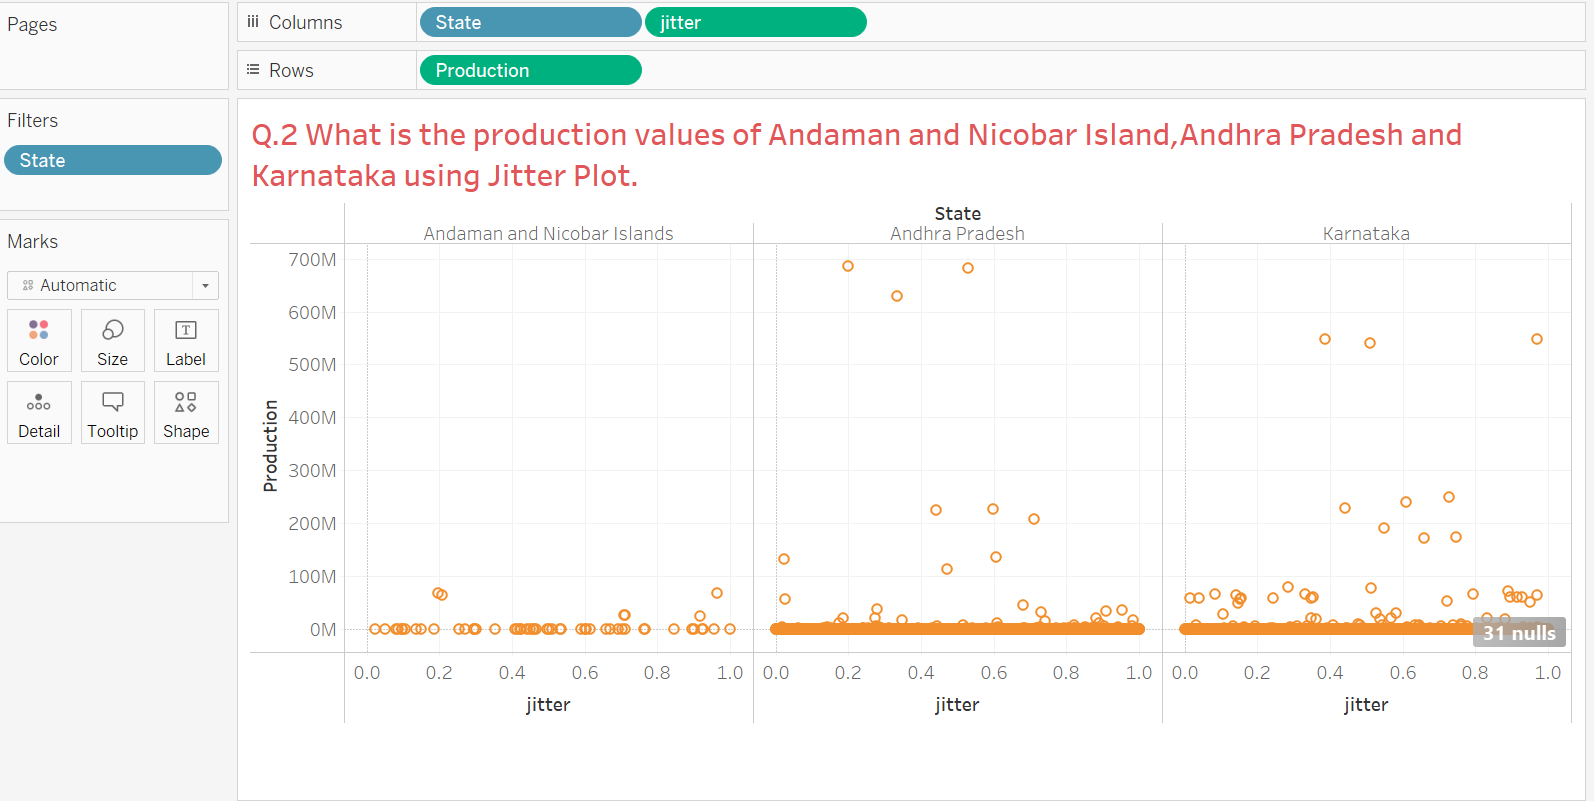 Pages
iii Columns
State
jitter
Rows
Production
Filters
State
Marks
Automatic
Color
Size
Label
Detail
Tooltip
Shape
Q.2 What is the production values of Andaman and Nicobar Island,Andhra Pradesh and
Karnataka using Jitter Plot.
State
Andaman and Nicobar Islands
Andhra Pradesh
Karnataka
Production
700M
600M
500M
400M
300M
200M
100M
0M
31 nulls
0.0 0.2 0.4 0.6 0.8 1.0
0.0 0.2 0.4 0.6 0.8 1.0
0.0 0.2 0.4 0.6 0.8 1.0
jitter
jitter
jitter